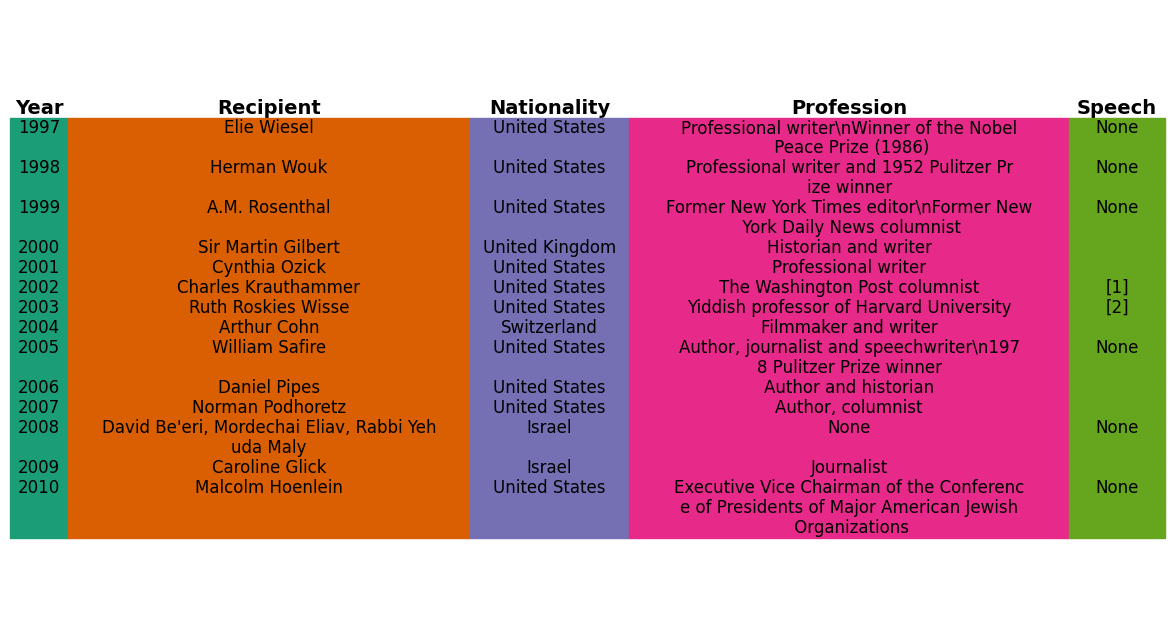 Year Recipient Nationality Profession Speech
1997 Elie Wiesel United States Professional writer\nWinner of the Nobel None
Peace Prize (1986)
1998 Herman Wouk United States Professional writer and 1952 Pulitzer Pr None
ize winner
1999 A.M. Rosenthal United States Former New York Times editor\nFormer New None
York Daily News columnist
2000 Sir Martin Gilbert United Kingdom Historian and writer
2001 Cynthia Ozick United States Professional writer
2002 Charles Krauthammer United States The Washington Post columnist [1]
2003 Ruth Roskies Wisse United States Yiddish professor of Harvard University [2]
2004 Arthur Cohn Switzerland Filmmaker and writer
2005 William Safire United States Author, journalist and speechwriter\n197 None
8 Pulitzer Prize winner
2006 Daniel Pipes United States Author and historian
2007 Norman Podhoretz United States Author, columnist
2008 David Be'eri, Mordechai Eliav, Rabbi Yeh Israel None None
uda Maly
2009 Caroline Glick Israel Journalist
2010 Malcolm Hoenlein United States Executive Vice Chairman of the Conferenc None
e of Presidents of Major American Jewish
Organizations